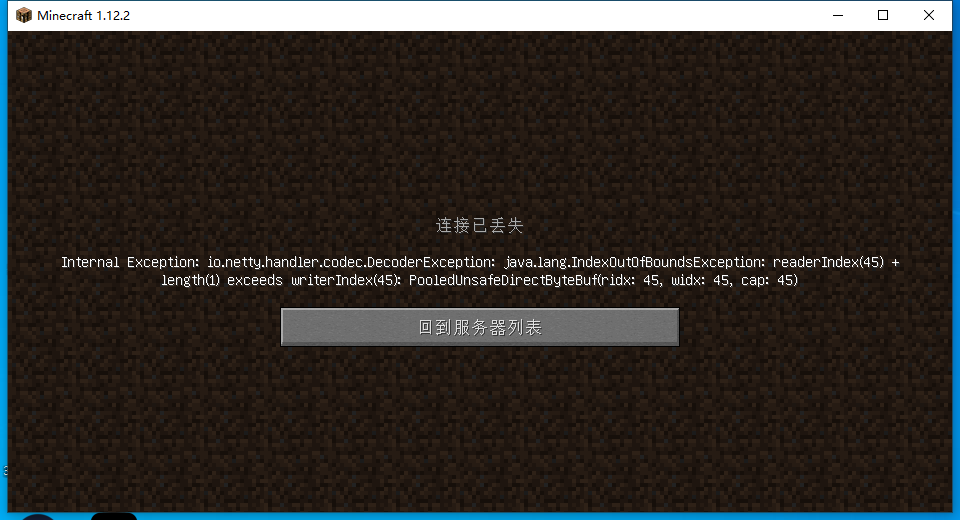 Minecraft 1.12.2
连接已丢失
Internal Exception: io.netty.handler.codec.DecoderException: java.lang.IndexOutOfBoundsException: readerIndex(45) +
length(1) exceeds writerIndex(45): PooledUnsafeDirectByteBuf(ridx: 45, widx: 45, cap: 45)
回到服务器列表